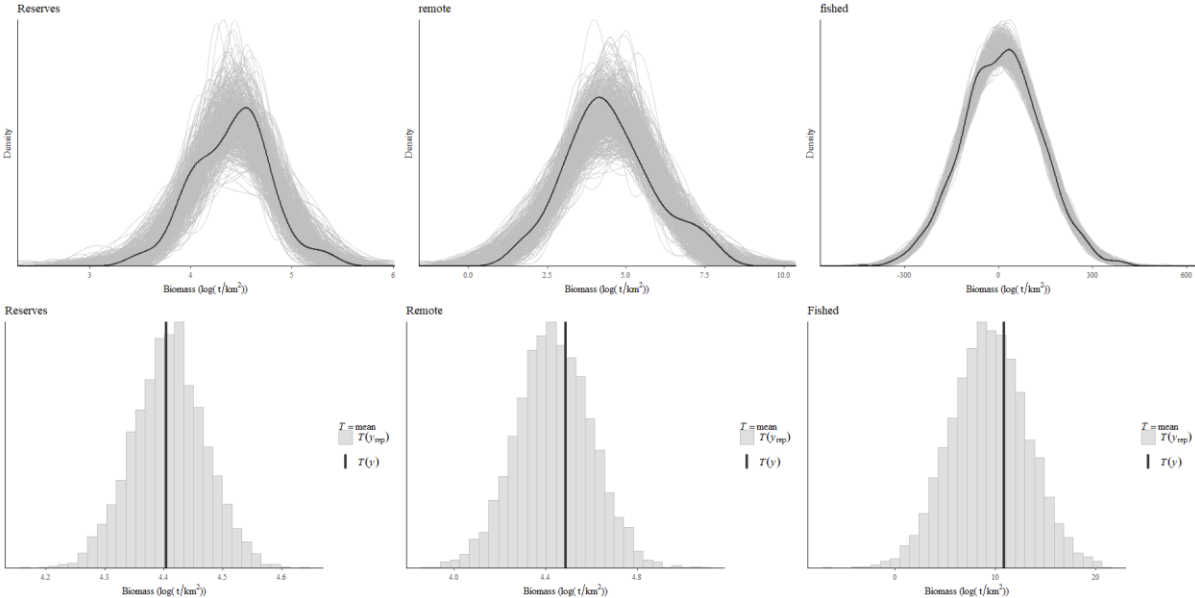 Reserves
Density
3
4
5
6
Biomass (log( t/km²))
remote
Density
0.0
2.5
5.0
7.5
10.0
Biomass (log( t/km²))
fished
Density
-300
0
300
600
Biomass (log( t/km²))
Reserves
4.2
4.3
4.4
4.5
4.6
Biomass (log( t/km²))
T = mean
T(yrep)
T(y)
Remote
4.0
4.4
4.8
Biomass (log( t/km²))
T = mean
T(yrep)
T(y)
Fished
0
10
20
Biomass (log( t/km²))
T = mean
T(yrep)
T(y)